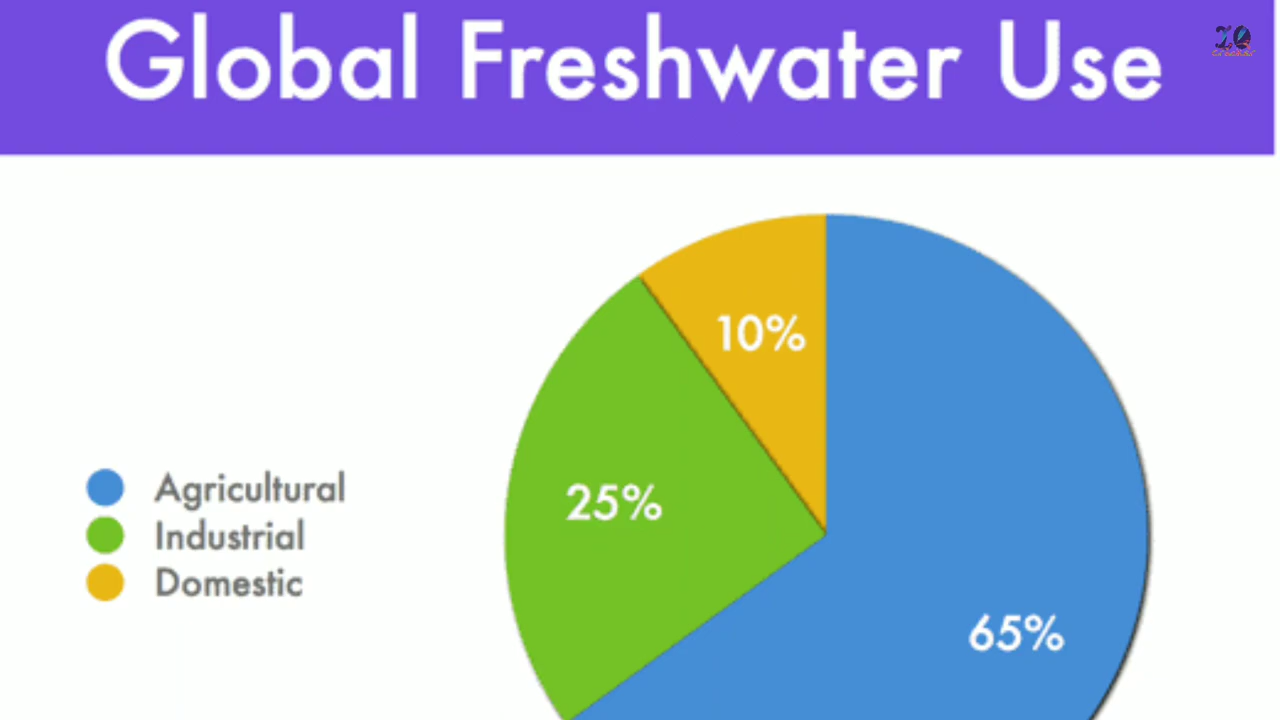 Global Freshwater Use
10%
25%
Agricultural
Industrial
Domestic
65%